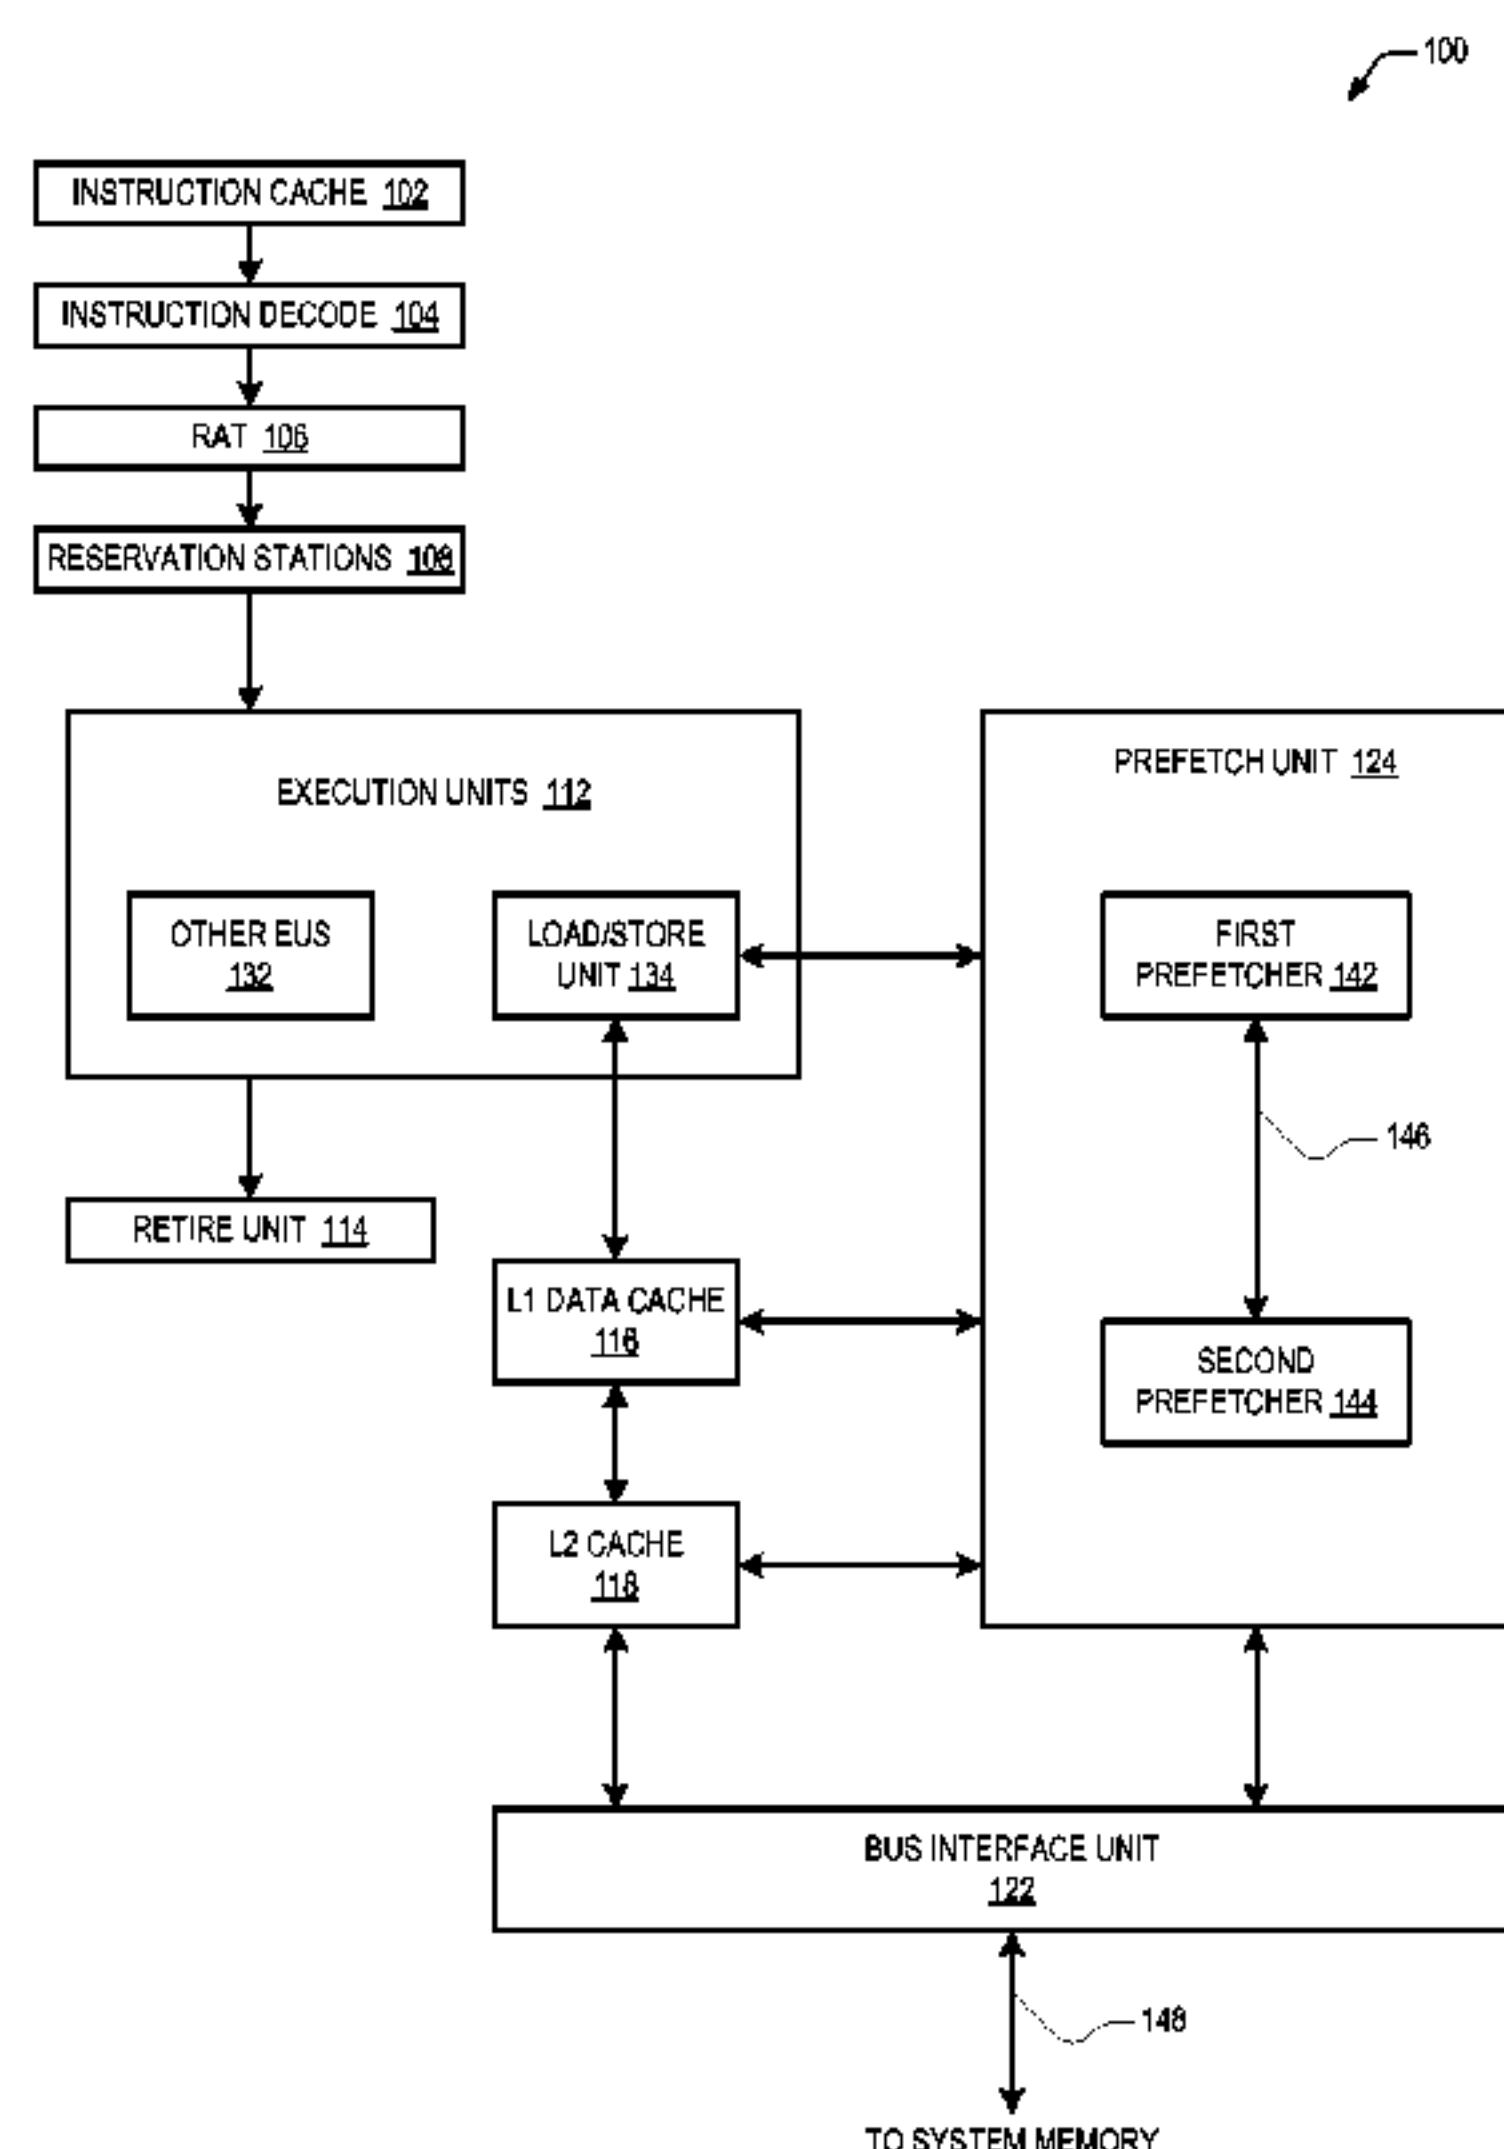 100
INSTRUCTION CACHE 102
INSTRUCTION DECODE 104
RAT 106
RESERVATION STATIONS 108
EXECUTION UNITS 112
PREFETCH UNIT 124
OTHER EUS
132
LOAD/STORE
UNIT 134
FIRST
PREFETCHER 142
146
RETIRE UNIT 114
L1 DATA CACHE
116
SECOND
PREFETCHER 144
L2 CACHE
118
BUS INTERFACE UNIT
122
148
TO SYSTEM MEMORY